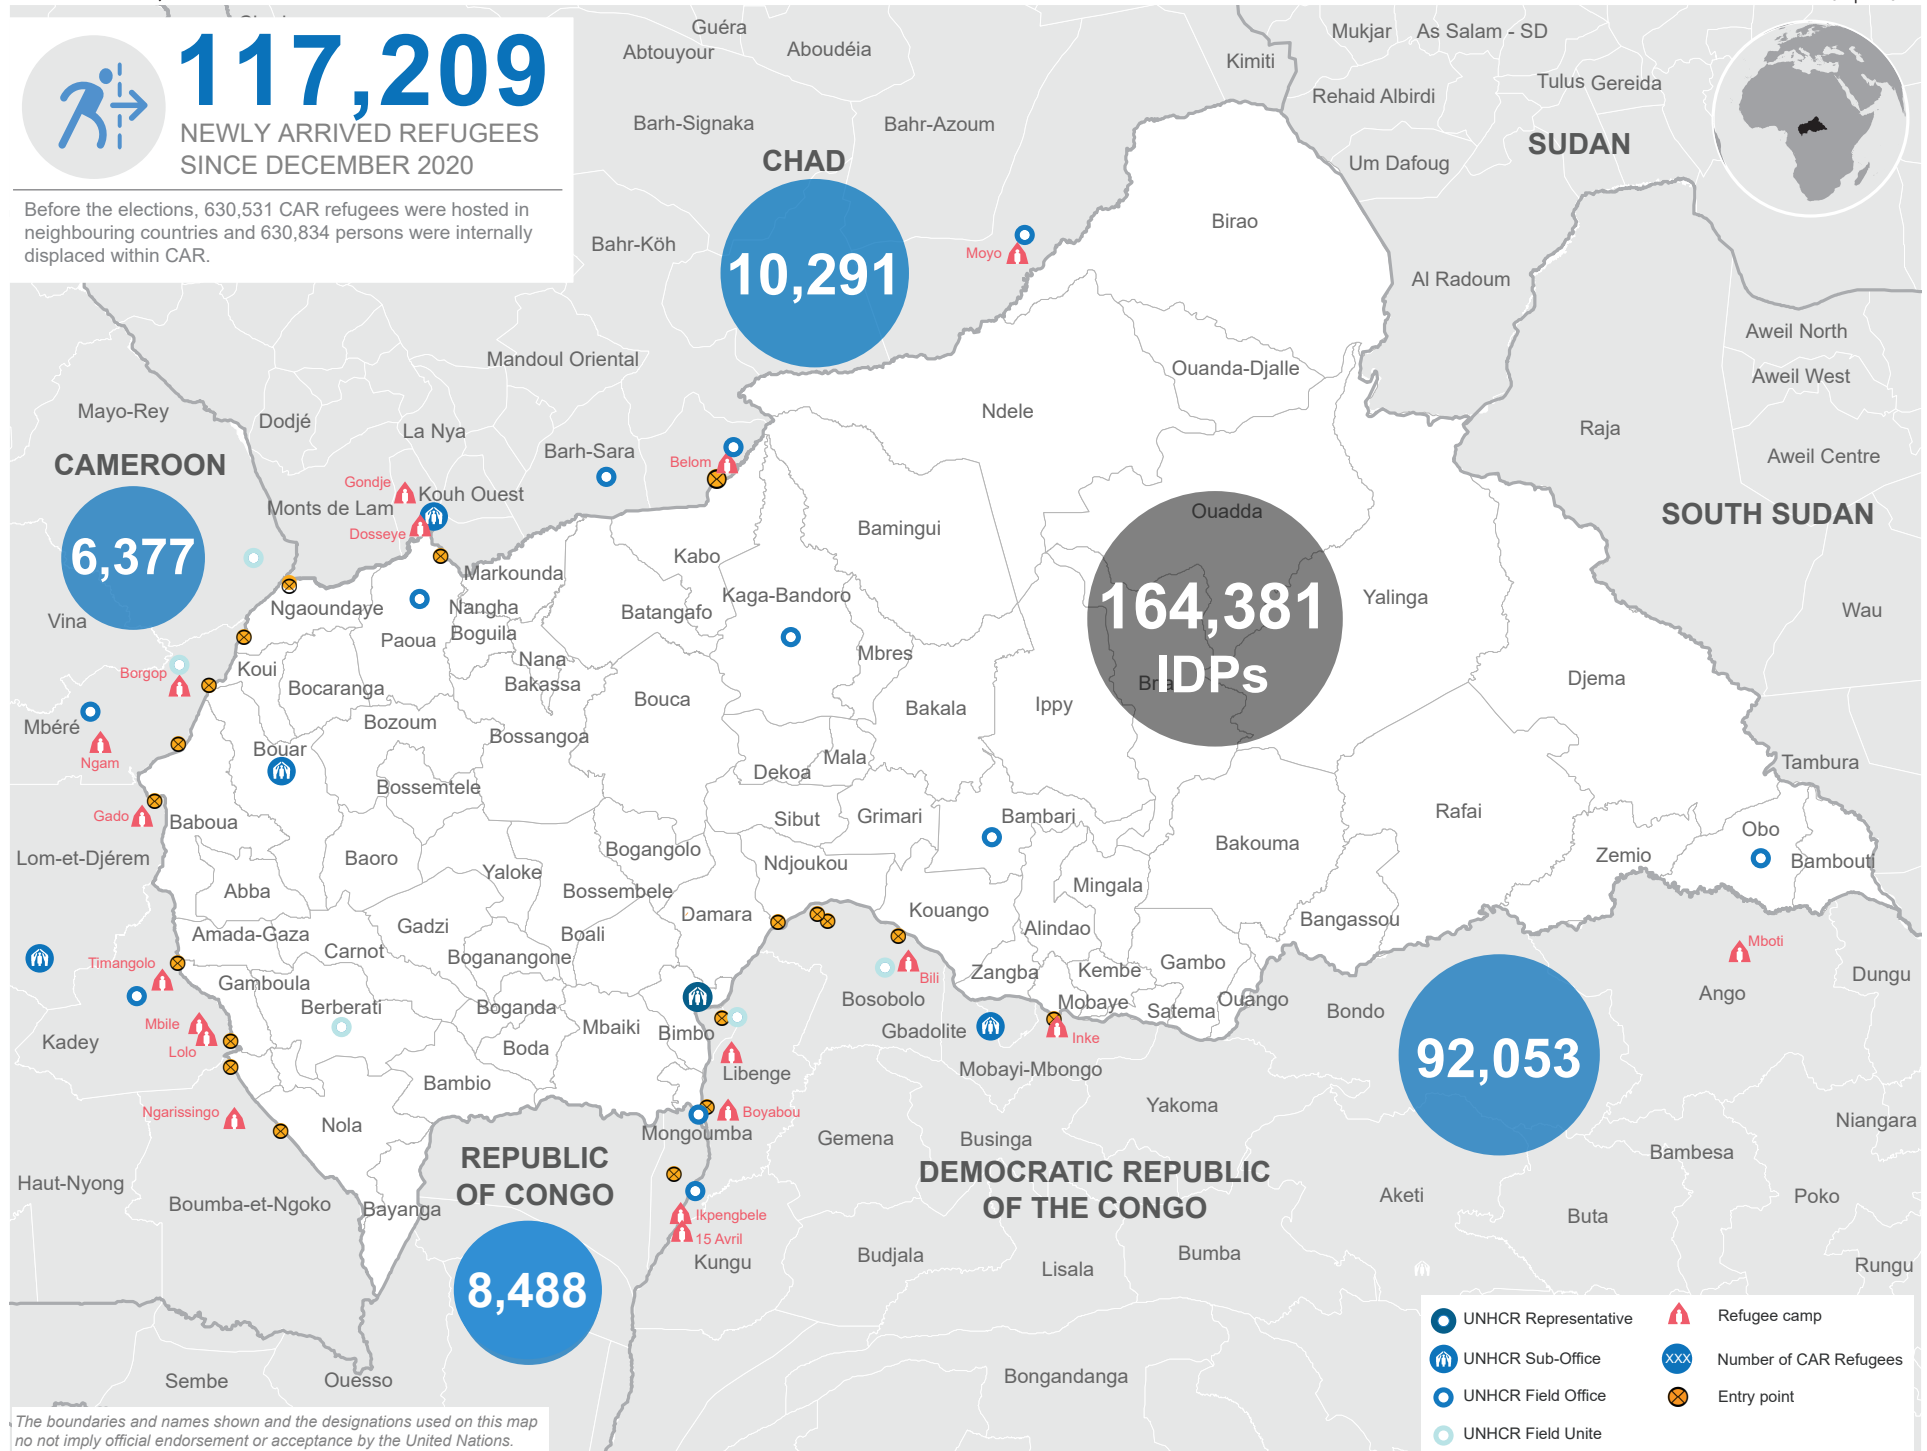 117,209
NEWLY ARRIVED REFUGEES
SINCE DECEMBER 2020
Before the elections, 630,531 CAR refugees were hosted in
neighbouring countries and 630,834 persons were internally
displaced within CAR.
Guéra
Abtouyour
Aboudéia
Mukjar
As Salam - SD
Kimiti
Tulus
Gereida
Rehaid Albirdi
Barh-Signaka
Bahr-Azoum
SUDAN
CHAD
Um Dafoug
10,291
Birao
Bahr-Köh
Moyo
Al Radoum
Aweil North
Mandoul Oriental
Ouanda-Djalle
Aweil West
Mayo-Rey
Dodjé
La Nya
Ndele
Raja
Barh-Sara
Aweil Centre
CAMEROON
Belom
Gondje
Kouh Ouest
Monts de Lam
Dosseye
Ouadda
SOUTH SUDAN
Bamingui
6,377
Kabo
Markounda
Kaga-Bandoro
Yalinga
Ngaoundaye
Nangha
Boguila
Batangafo
164,381
IDPs
Wau
Vina
Paoua
Mbres
Koui
Nana
Bakassa
Borgop
Bocaranga
Bouca
Bria
Djema
Ippy
Bakala
Mbéré
Bozoum
Bossangoa
Bouar
Ngam
Mala
Dekoa
Tambura
Bossemtele
Gado
Baboua
Sibut
Grimari
Bambari
Rafai
Obo
Lom-et-Djérem
Baoro
Yaloke
Bogangolo
Ndjoukou
Bakouma
Zemio
Bambouti
Abba
Bossembele
Mingala
Damara
Kouango
Bangassou
Gadzi
Amada-Gaza
Carnot
Boali
Alindao
Mboti
Timangolo
Boganangone
Zangba
Kembe
Gambo
Bili
Dungu
Gamboula
Bosobolo
Ango
Berberati
Boganda
Mobaye
Satema
Ouango
Bondo
Mbile
Mbaiki
Bimbo
Gbadolite
Inke
Kadey
Lolo
Boda
92,053
Libenge
Mobayi-Mbongo
Bambio
Yakoma
Ngarissingo
Boyabou
Nola
Mongoumba
Gemena
Businga
Niangara
Bambesa
REPUBLIC
OF CONGO
DEMOCRATIC REPUBLIC
OF THE CONGO
Haut-Nyong
Aketi
Poko
Boumba-et-Ngoko
Bayanga
Ikpengbele
Buta
15 Avril
Budjala
Bumba
Kungu
Lisala
Rungu
8,488
Bongandanga
Sembe
Ouesso
UNHCR Representative
UNHCR Sub-Office
UNHCR Field Office
UNHCR Field Unite
Refugee camp
XXX
Number of CAR Refugees
Entry point
The boundaries and names shown and the designations used on this map
no not imply official endorsement or acceptance by the United Nations.